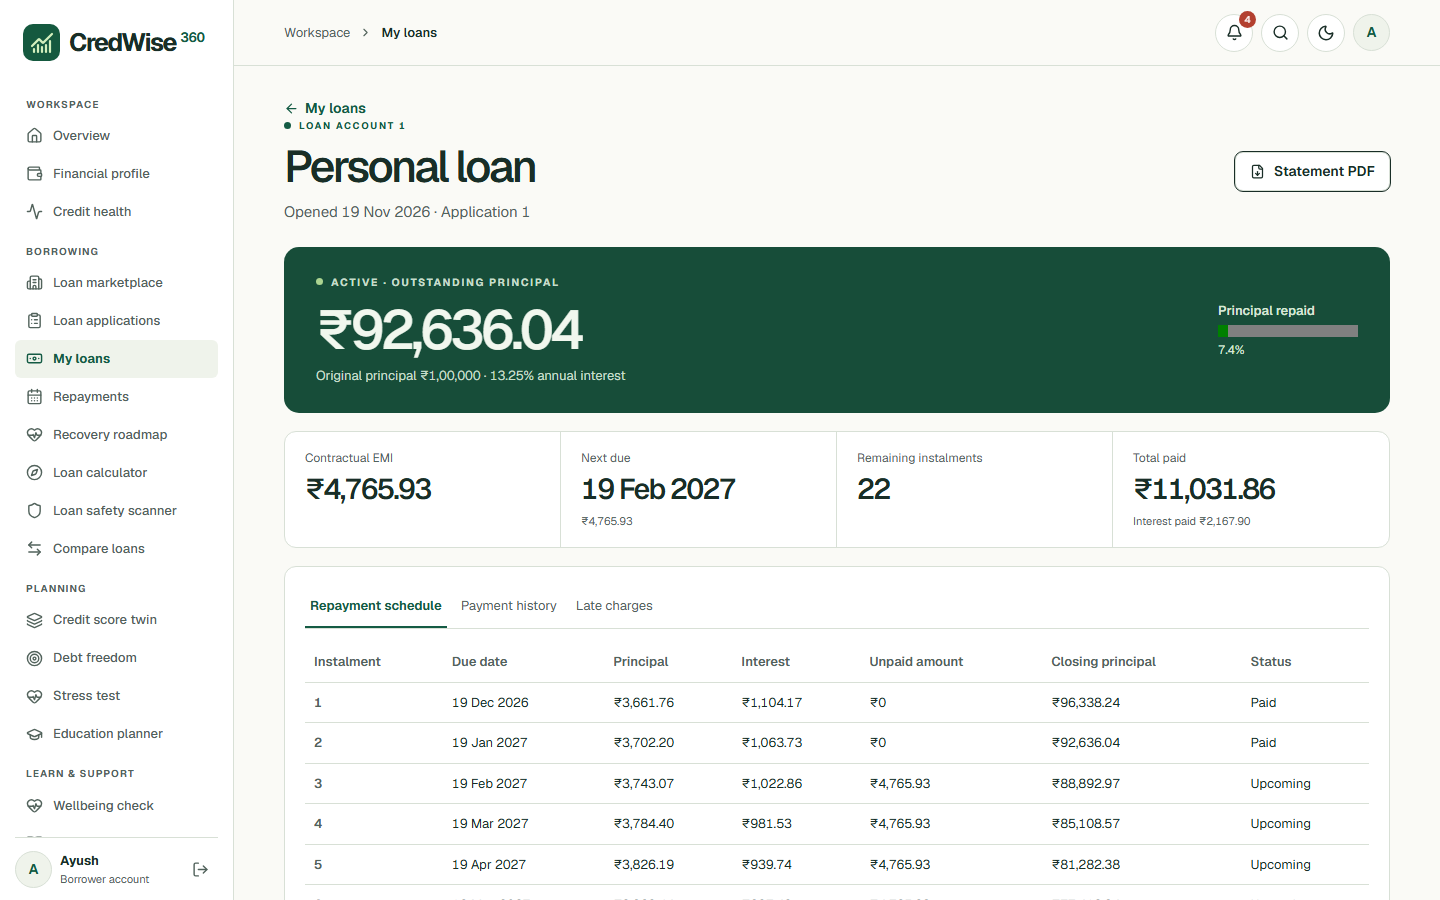 CredWise 360
Workspace > My loans
4
A
WORKSPACE
Overview
Financial profile
Credit health
BORROWING
Loan marketplace
Loan applications
My loans
Repayments
Recovery roadmap
Loan calculator
Loan safety scanner
Compare loans
PLANNING
Credit score twin
Debt freedom
Stress test
Education planner
LEARN & SUPPORT
Wellbeing check
A
Ayush
Borrower account
← My loans
LOAN ACCOUNT 1
Personal loan
Statement PDF
Opened 19 Nov 2026 · Application 1
ACTIVE · OUTSTANDING PRINCIPAL
₹92,636.04
Original principal ₹1,00,000 · 13.25% annual interest
Principal repaid
7.4%
Contractual EMI
₹4,765.93
Next due
19 Feb 2027
₹4,765.93
Remaining instalments
22
Total paid
₹11,031.86
Interest paid ₹2,167.90
Repayment schedule Payment history Late charges
Instalment Due date Principal Interest Unpaid amount Closing principal Status
1 19 Dec 2026 ₹3,661.76 ₹1,104.17 ₹0 ₹96,338.24 Paid
2 19 Jan 2027 ₹3,702.20 ₹1,063.73 ₹0 ₹92,636.04 Paid
3 19 Feb 2027 ₹3,743.07 ₹1,022.86 ₹4,765.93 ₹88,892.97 Upcoming
4 19 Mar 2027 ₹3,784.40 ₹981.53 ₹4,765.93 ₹85,108.57 Upcoming
5 19 Apr 2027 ₹3,826.19 ₹939.74 ₹4,765.93 ₹81,282.38 Upcoming